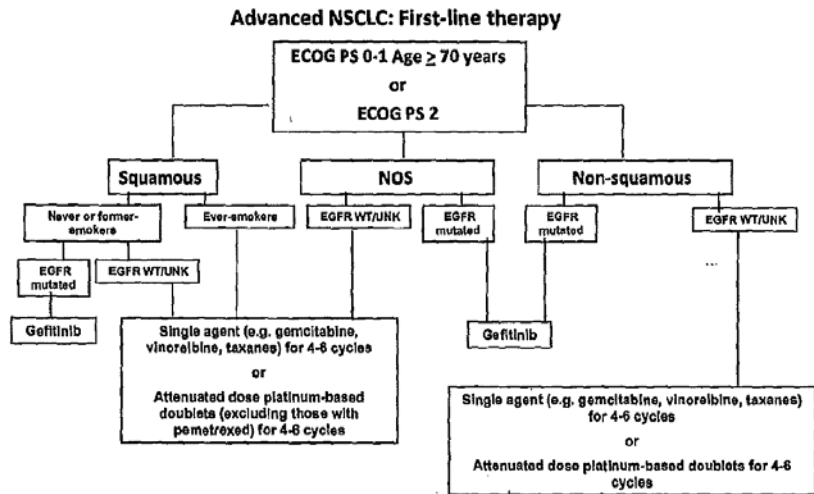 Advanced NSCLC: First-line therapy
ECOG PS 0-1 Age ≥ 70 years
or
ECOG PS 2
Squamous
NOS
Non-squamous
Never or former-
smokers
Ever-smokers
EGFR WT/UNK
EGFR
mutated
EGFR
mutated
EGFR WT/UNK
EGFR
mutated
EGFR WT/UNK
Gefitinib
Gefitinib
Single agent (e.g. gemcitabine,
vinorelbine, taxanes) for 4-6 cycles
or
Attenuated dose platinum-based
doublets (excluding those with
pemetrexed) for 4-6 cycles
Single agent (e.g. gemcitabine, vinorelbine, taxanes)
for 4-6 cycles
or
Attenuated dose platinum-based doublets for 4-6
cycles